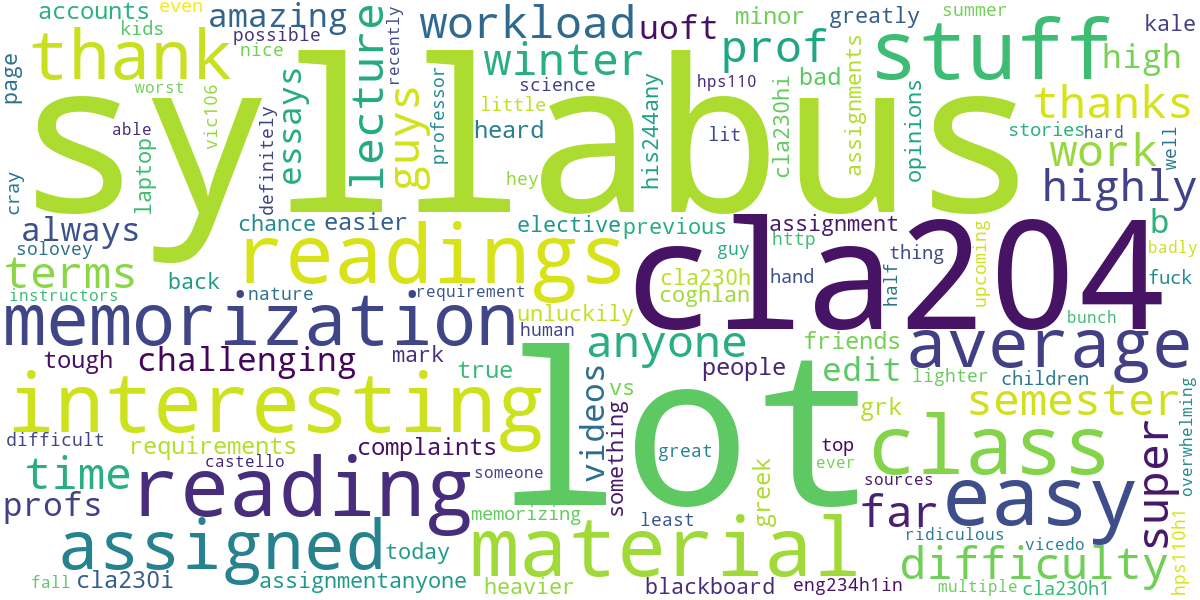 accounts
even
amazing
workload
uoft
minor
greatly
summer
kale
kids
possible
recently
prof
opinions
stuff
high
thank
nice
lecture
winter
bad
page
worst
essays
science
hps110
cla230hi
assignments
thanks
syllabus
able
vic106
definitely
guys
professor
little
heard
his244any
lit
stories
hard
well
work
cray
laptop
hey
highly
always
chance
easier
elective
previous
assignment
b
solovey
readings
http
guy
thing
upcoming
badly
terms
back
cla230h
hand
half
fuck
cla204
instructors
nature
requirement
coghlan
unluckily
bunch
memorization
human
anyone
friends
average
tough
challenging
mark
true
people
edit
lighter
children
overwhelming
interesting
videos
vs
something
grk
semester
difficult
requirements
complaints
great
top
class
super
time
castello
someone
lot
ever
sources
profs
reading
memorizing
greek
far
easy
hps110h1
assigned
today
material
least
ridiculous
vicedo
difficulty
fall
cla230i
assignmentanyone
heavier
blackboard
eng234h1in
multiple
cla230h1